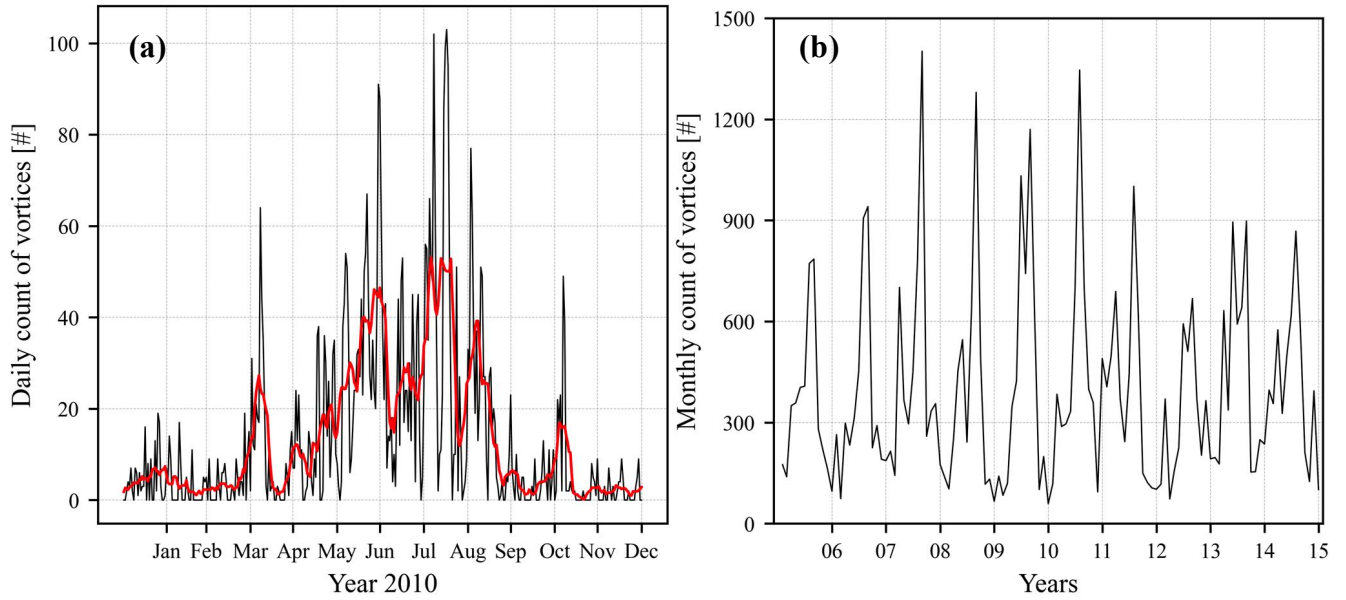 (a)
Daily count of vortices [#]
100
80
60
40
20
0
Jan Feb Mar Apr May Jun Jul Aug Sep Oct Nov Dec
Year 2010
(b)
Monthly count of vortices [#]
1500
1200
900
600
300
0
06 07 08 09 10 11 12 13 14 15
Years